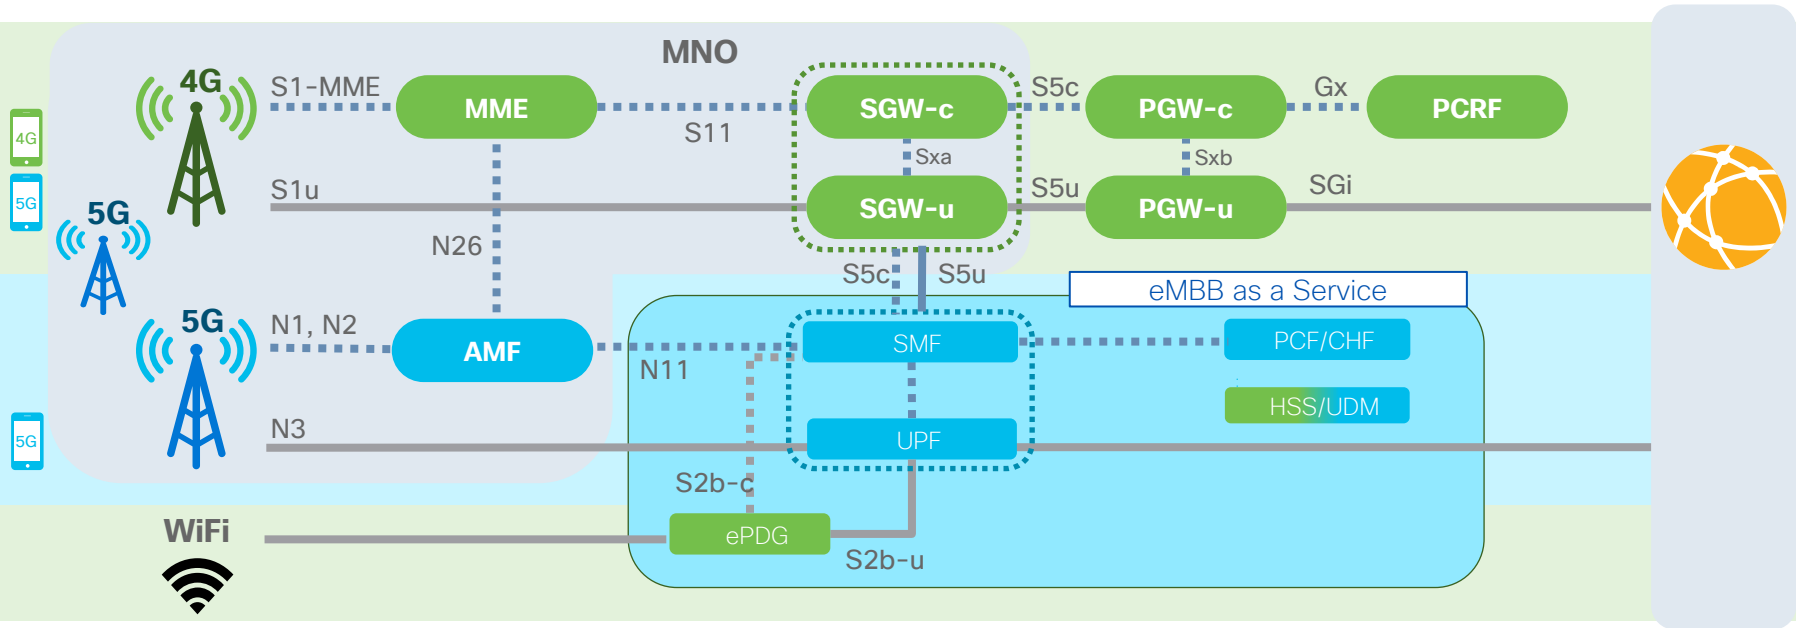 MNO
4G
S1-MME
MME
S11
SGW-c
S5c
PGW-c
Gx
PCRF
4G
Sxa
Sxb
S1u
SGW-u
S5u
PGW-u
SGi
5G
5G
N26
S5c
S5u
eMBB as a Service
5G
N1, N2
AMF
N11
SMF
PCF/CHF
HSS/UDM
5G
N3
UPF
S2b-c
WiFi
ePDG
S2b-u